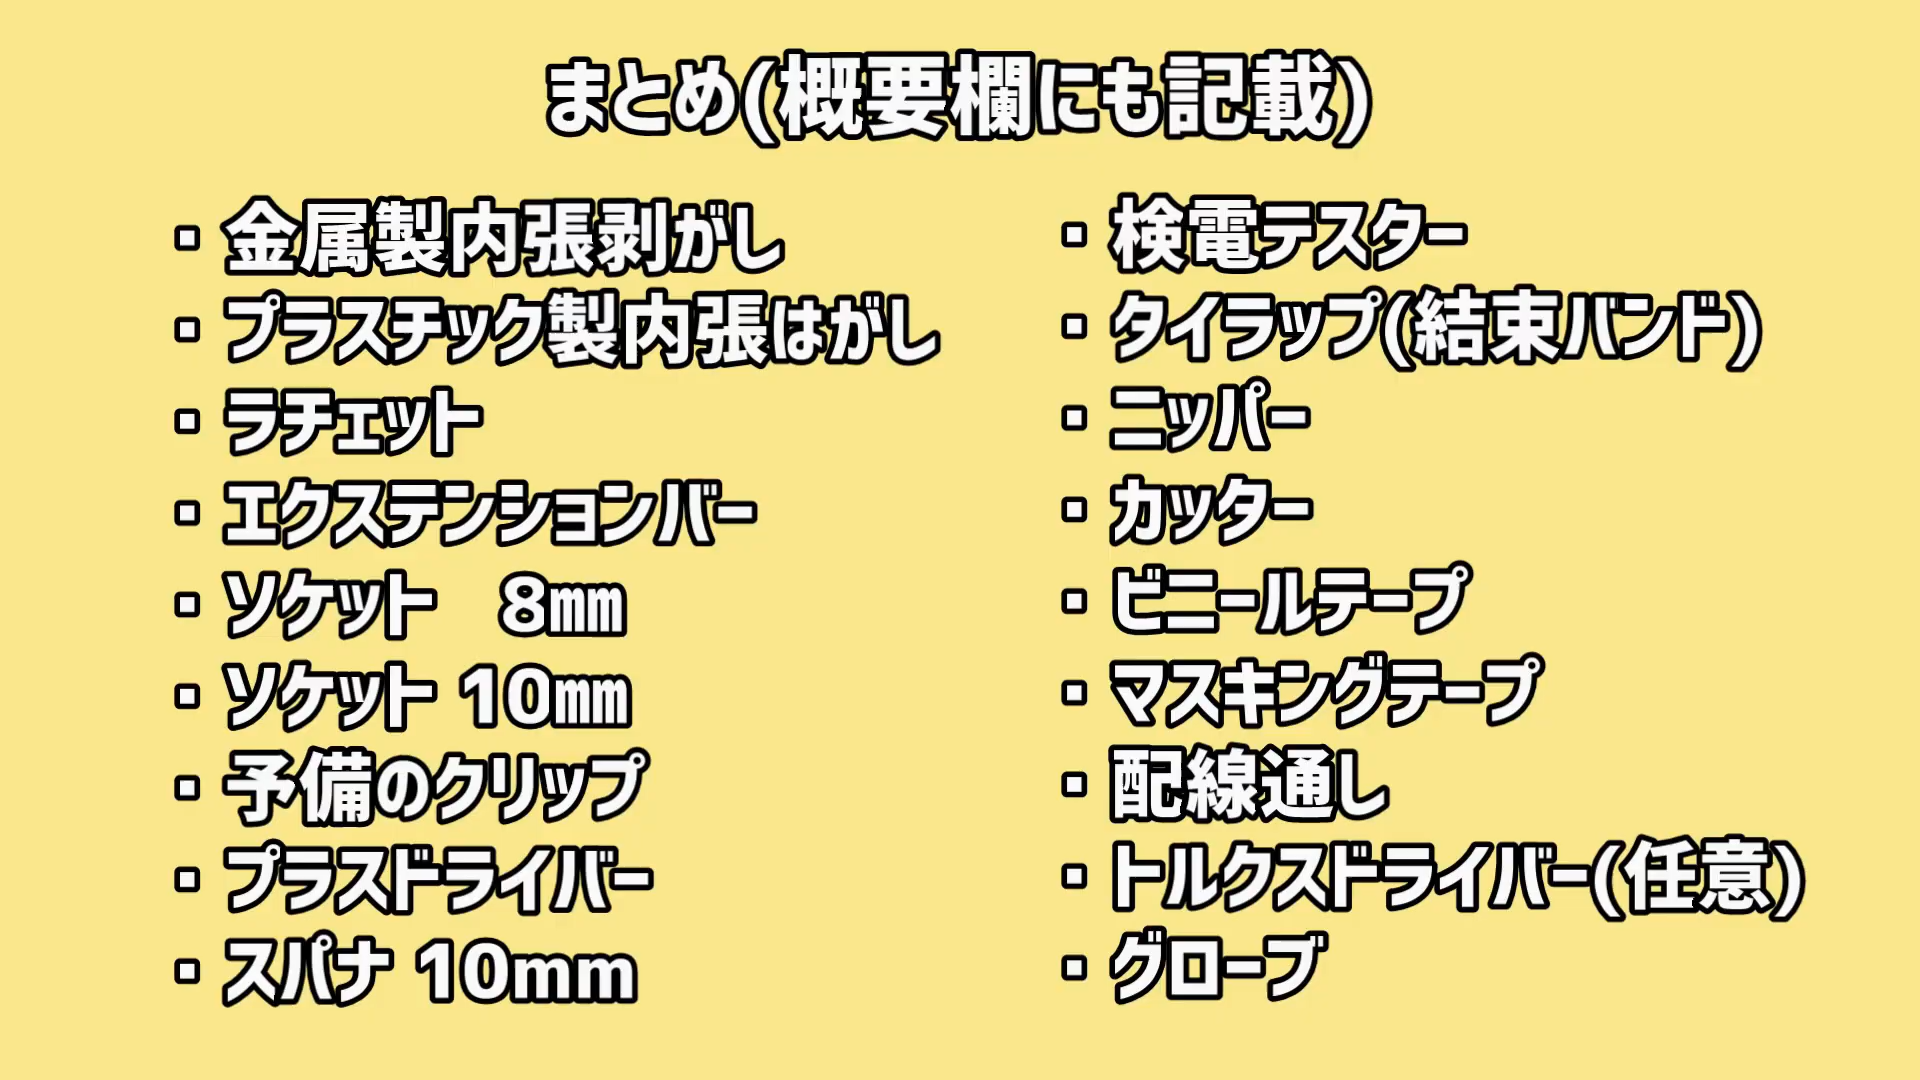 まとめ(概要欄にも記載)
・金属製内張剥がし
・プラスチック製内張はがし
・ラチェット
・エクステンションバー
・ソケット　8㎜
・ソケット 10㎜
・予備のクリップ
・プラスドライバー
・スパナ 10mm
・検電テスター
・タイラップ(結束バンド)
・ニッパー
・カッター
・ビニールテープ
・マスキングテープ
・配線通し
・トルクスドライバー(任意)
・グローブ